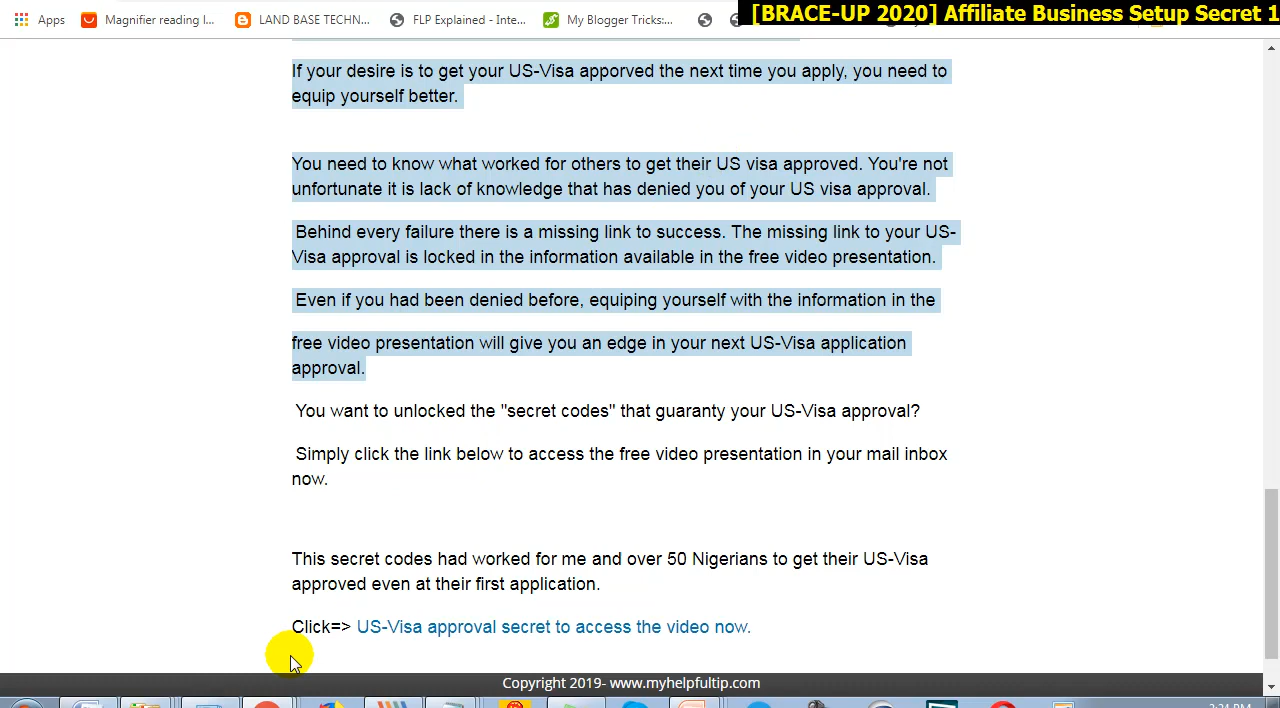 [BRACE-UP 2020] Affiliate Business Setup Secret 1
Apps Magnifier reading l... LAND BASE TECHN... FLP Explained - Inte... My Blogger Tricks:...
If your desire is to get your US-Visa apporved the next time you apply, you need to
equip yourself better.
You need to know what worked for others to get their US visa approved. You're not
unfortunate it is lack of knowledge that has denied you of your US visa approval.
Behind every failure there is a missing link to success. The missing link to your US-
Visa approval is locked in the information available in the free video presentation.
Even if you had been denied before, equiping yourself with the information in the
free video presentation will give you an edge in your next US-Visa application
approval.
You want to unlocked the "secret codes" that guaranty your US-Visa approval?
Simply click the link below to access the free video presentation in your mail inbox
now.
This secret codes had worked for me and over 50 Nigerians to get their US-Visa
approved even at their first application.
Click=> US-Visa approval secret to access the video now.
Copyright 2019- www.myhelpfultip.com